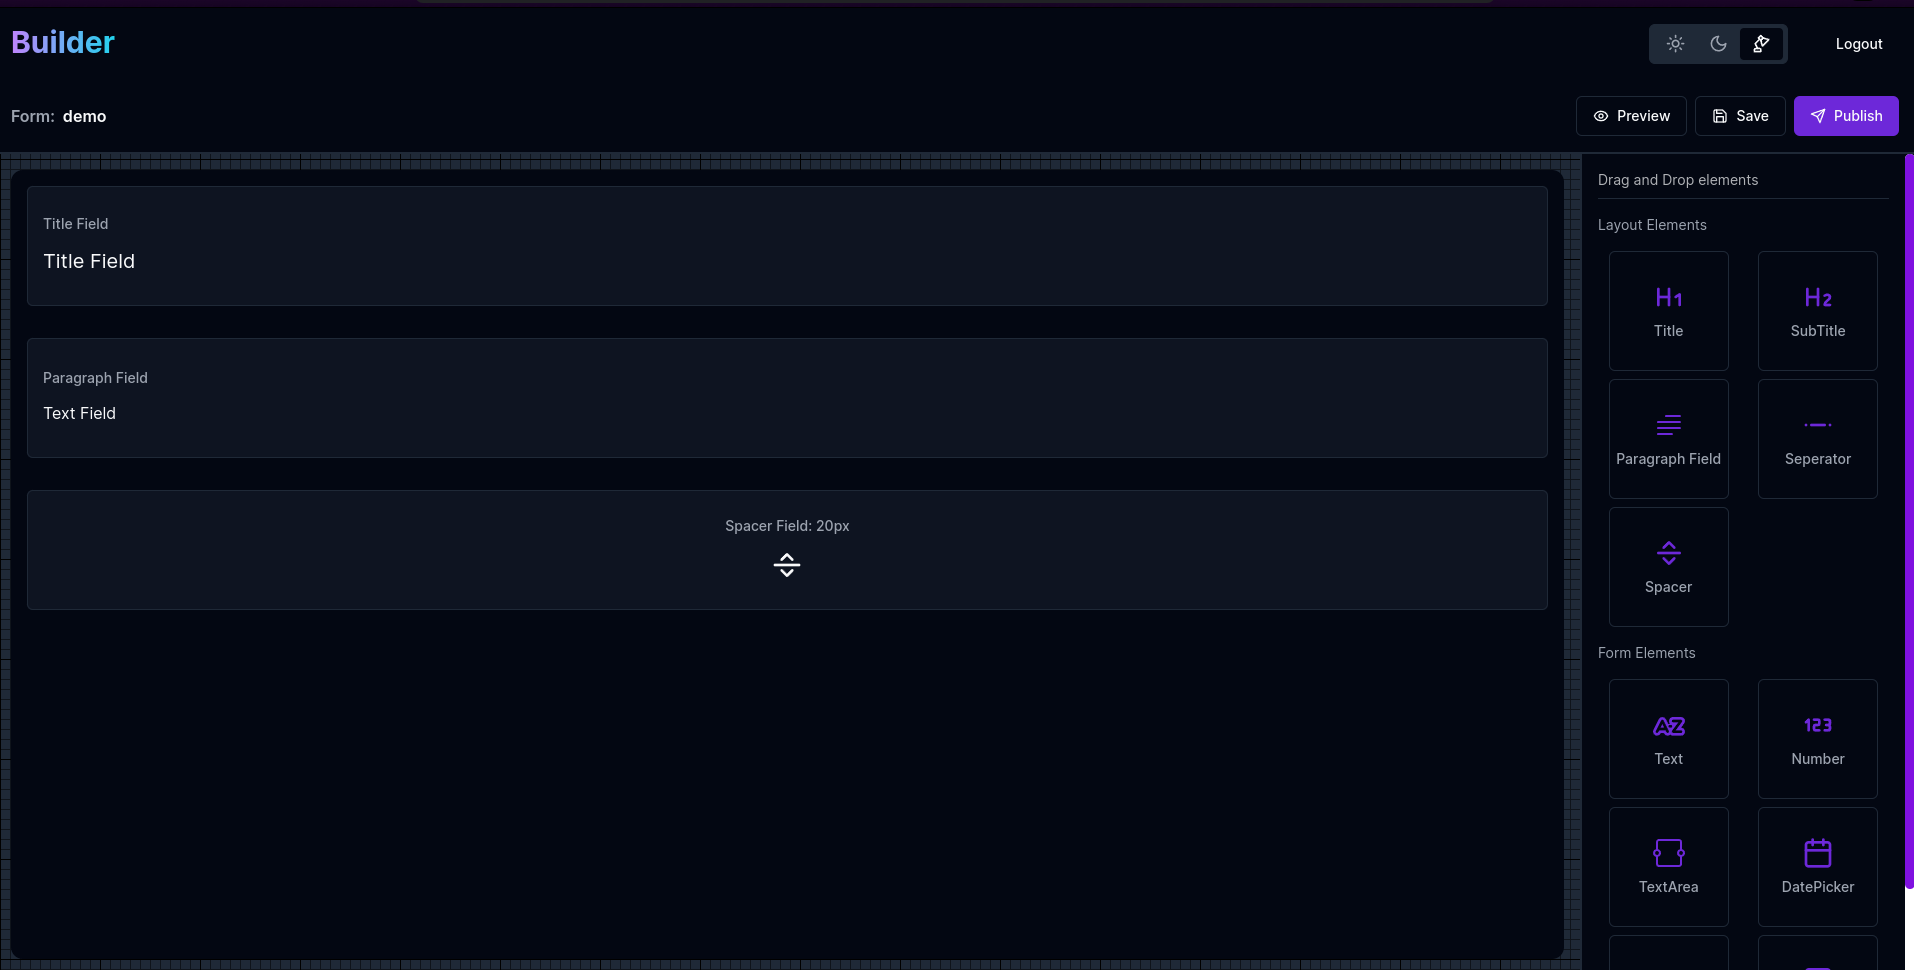 Builder
Logout
Form: demo
Preview
Save
Publish
Title Field
Title Field
Paragraph Field
Text Field
Spacer Field: 20px
Drag and Drop elements
Layout Elements
H1
Title
H2
SubTitle
Paragraph Field
Seperator
Spacer
Form Elements
AZ
Text
123
Number
TextArea
DatePicker